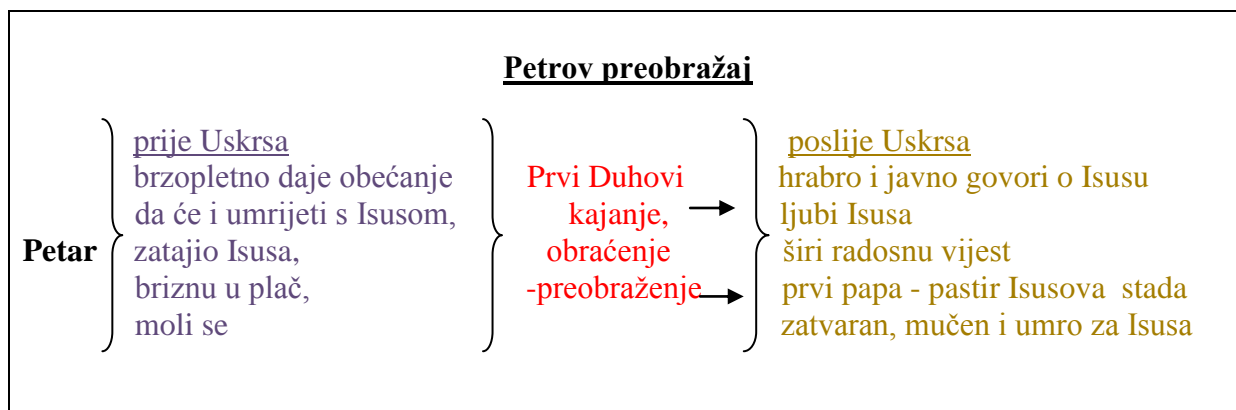 Petrov preobražaj
Petar
prije Uskrsa
brzopletno daje obećanje
da će i umrijeti s Isusom,
zatajio Isusa,
briznu u plač,
moli se
Prvi Duhovi
kajanje,
obraćenje
-preobraženje
poslije Uskrsa
hrabro i javno govori o Isusu
ljubi Isusa
širi radosnu vijest
prvi papa - pastir Isusova stada
zatvaran, mučen i umro za Isusa